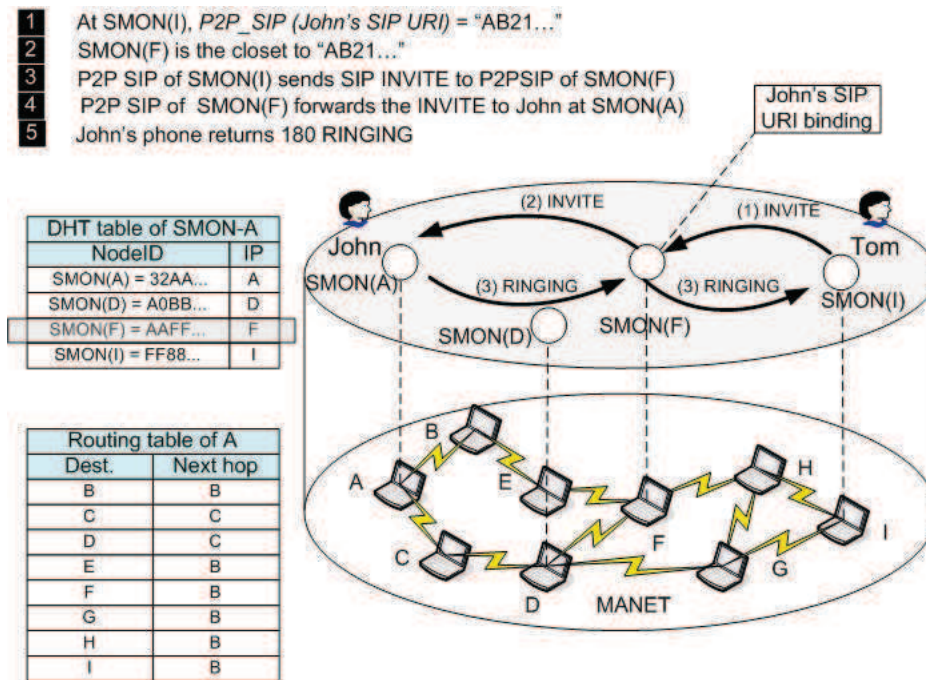 1 At SMON(I), P2P_SIP (John's SIP URI) = "AB21..."
2 SMON(F) is the closet to "AB21..."
3 P2P SIP of SMON(I) sends SIP INVITE to P2PSIP of SMON(F)
4 P2P SIP of SMON(F) forwards the INVITE to John at SMON(A)
5 John's phone returns 180 RINGING
John's SIP
URI binding
DHT table of SMON-A
NodeID IP
SMON(A) = 32AA... A
SMON(D) = A0BB... D
SMON(F) = AAFF... F
SMON(I) = FF88... I
(2) INVITE
(1) INVITE
John
Tom
SMON(A)
(3) RINGING
(3) RINGING
SMON(I)
SMON(D)
SMON(F)
Routing table of A
Dest. Next hop
B B
C C
D C
E B
F B
G B
H B
I B
B
H
A
E
I
F
C
G
D
MANET